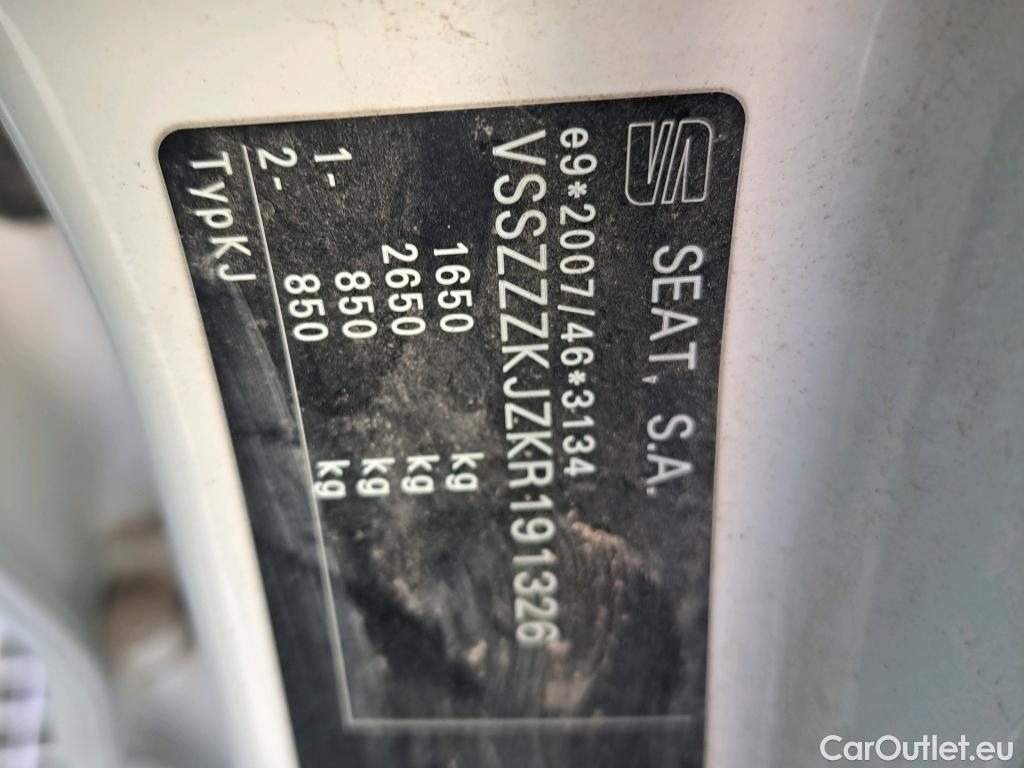 SEAT, S.A.
e9*2007/46*3134
VSSZZZKJZKR191326
1650 kg
2650 kg
1- 850 kg
2- 850 kg
TypKJ
CarOutlet.eu